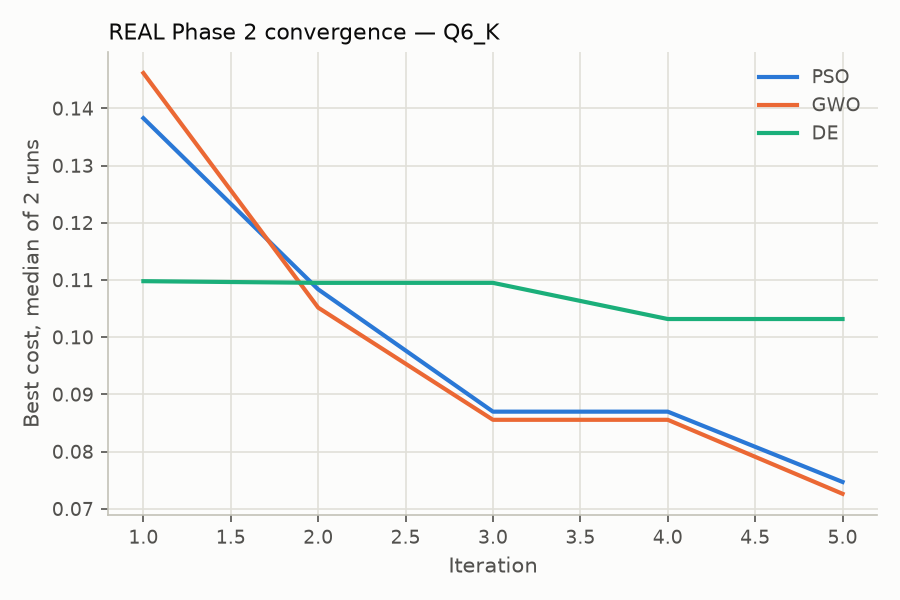 REAL Phase 2 convergence — Q6_K
PSO
GWO
DE
Best cost, median of 2 runs
0.14
0.13
0.12
0.11
0.10
0.09
0.08
0.07
1.0 1.5 2.0 2.5 3.0 3.5 4.0 4.5 5.0
Iteration